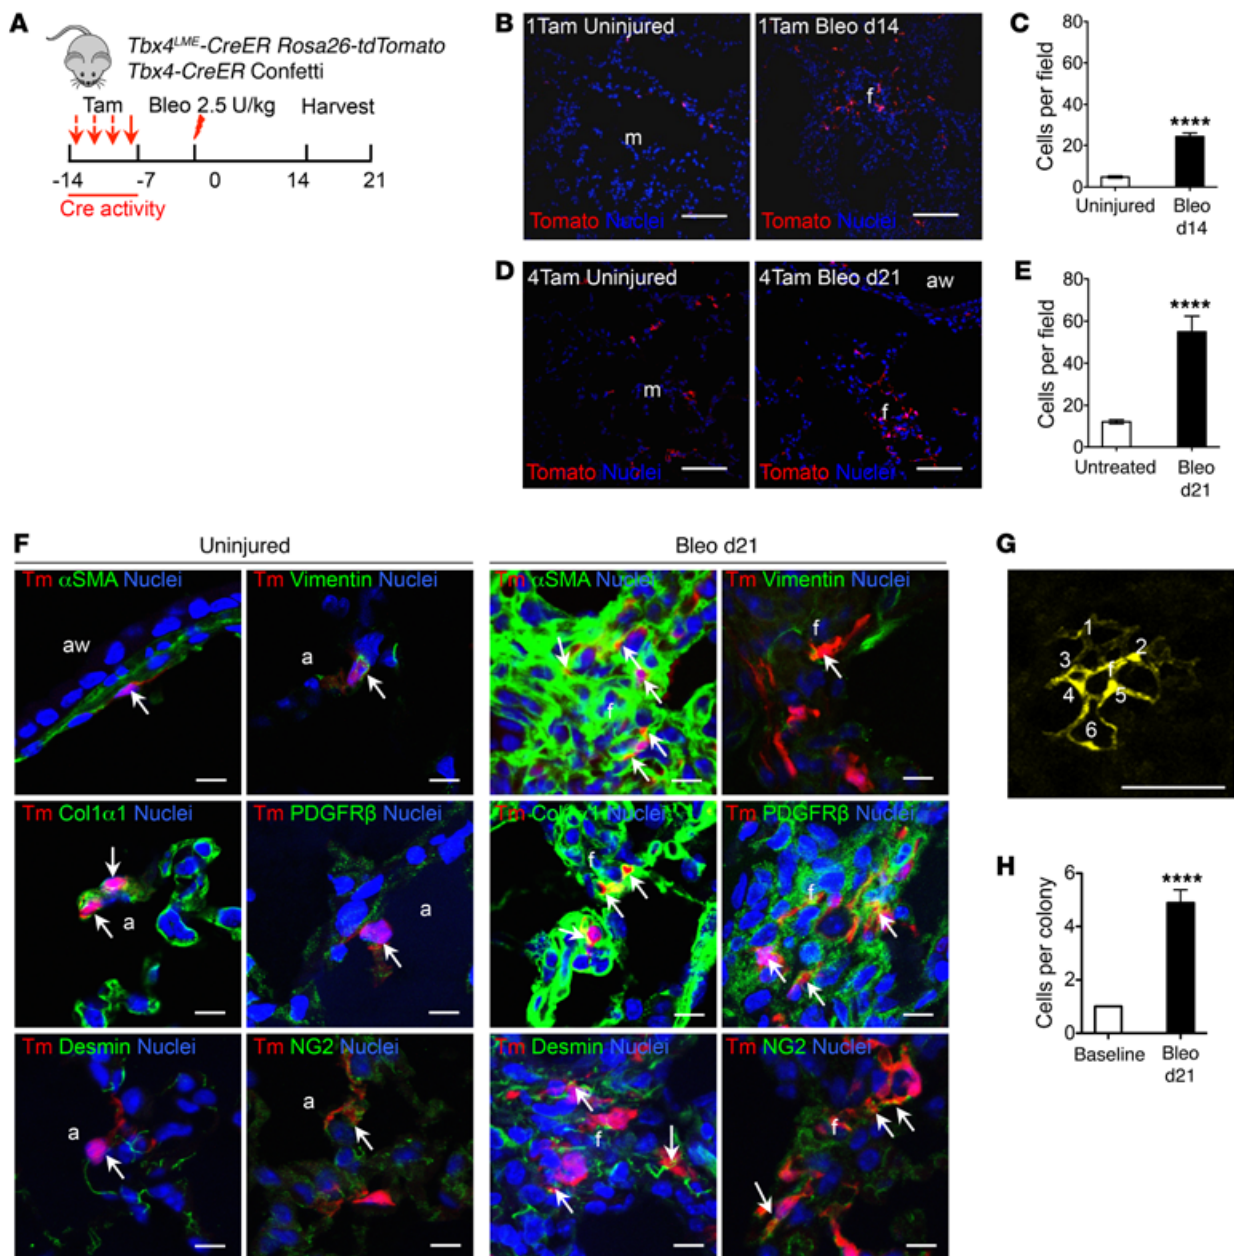 A
Tbx4LME-CreER Rosa26-tdTomato
Tbx4-CreER Confetti
Tam Bleo 2.5 U/kg Harvest
-14 -7 0 14 21
Cre activity
B
1Tam Uninjured
m
Tomato Nuclei
1Tam Bleo d14
f
Tomato Nuclei
C
Cells per field
80
60
40
20
0
****
Uninjured Bleo
d14
D
4Tam Uninjured
m
Tomato Nuclei
4Tam Bleo d21
aw
f
Tomato Nuclei
E
Cells per field
80
60
40
20
0
****
Untreated Bleo
d21
F
Uninjured
Bleo d21
Tm αSMA Nuclei
aw
Tm Vimentin Nuclei
a
Tm αSMA Nuclei
f
Tm Vimentin Nuclei
f
Tm Col1α1 Nuclei
a
Tm PDGFRβ Nuclei
a
Tm Col1α1 Nuclei
f
Tm PDGFRβ Nuclei
f
Tm Desmin Nuclei
a
Tm NG2 Nuclei
a
Tm Desmin Nuclei
f
Tm NG2 Nuclei
f
G
1
2
3
f
4
5
6
H
Cells per colony
6
4
2
0
****
Baseline Bleo
d21